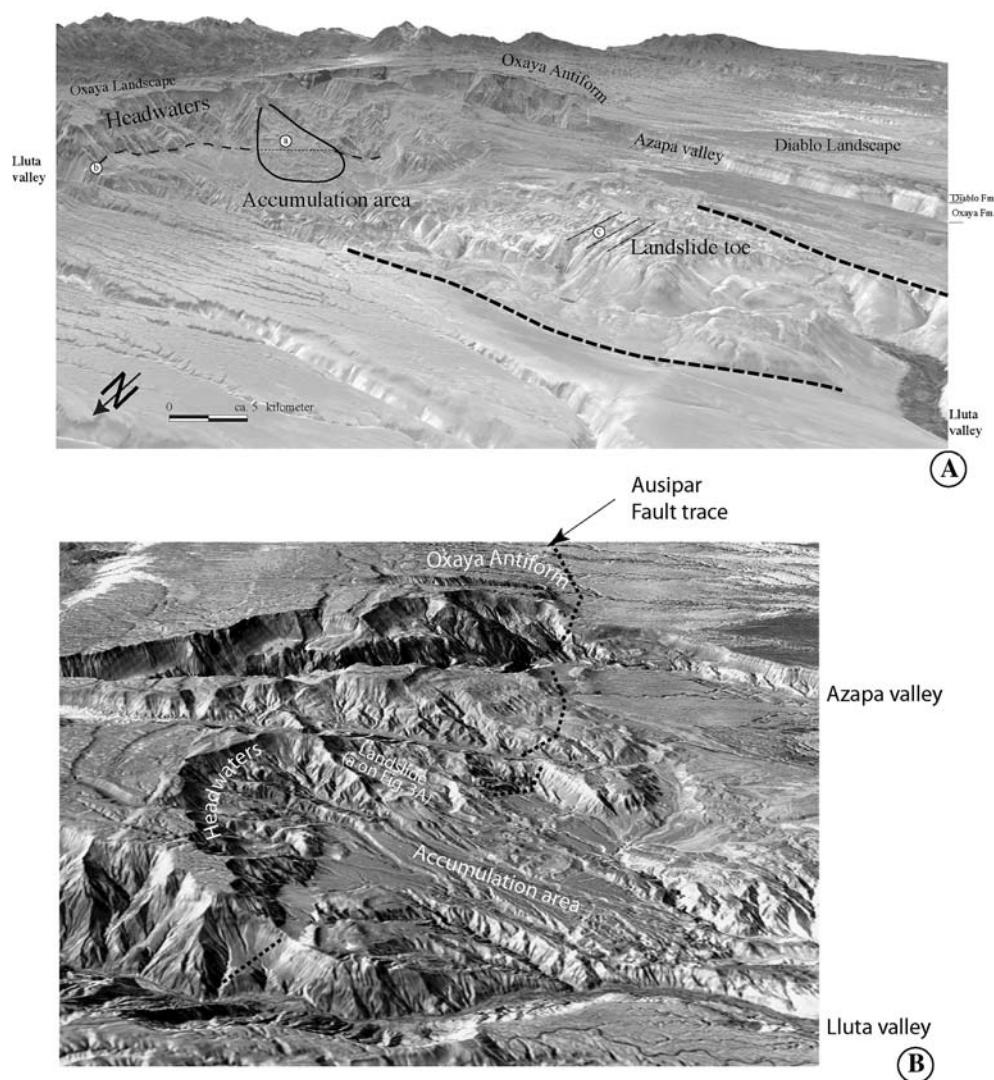 Oxaya Landscape
Headwaters
Oxaya Antiform
a
Lluta
valley
b
Azapa valley
Diablo Landscape
Accumulation area
Diablo Fm
Oxaya Fm.
c
Landslide toe
N
0 ca. 5 kilometer
Lluta
valley
A
Ausipar
Fault trace
Oxaya Antiform
Azapa valley
Headwaters
Landslide
(a on Fig. 3A)
Accumulation area
Lluta valley
B